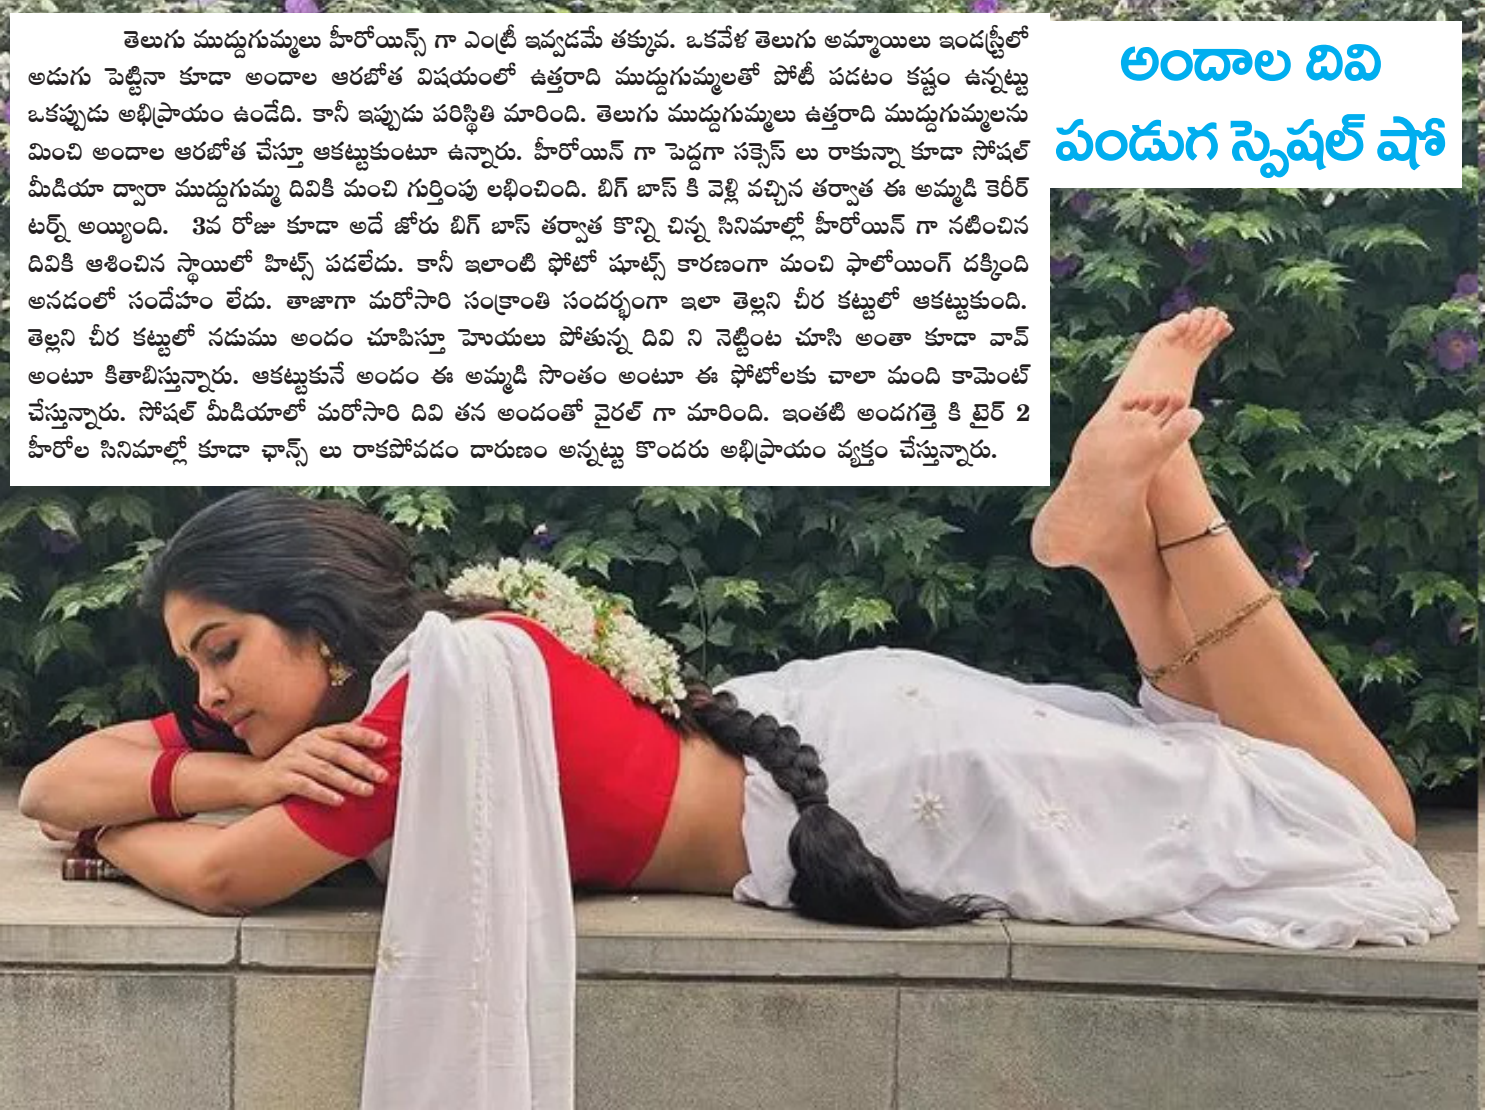 తెలుగు ముద్దుగుమ్మలు హీరోయిన్స్ గా ఎంట్రీ ఇవ్వడమే తక్కువ. ఒకవేళ తెలుగు అమ్మాయిలు ఇండస్ట్రీలో
అడుగు పెట్టినా కూడా అందాల ఆరబోత విషయంలో ఉత్తరాది ముద్దుగుమ్మలతో పోటీ పడటం కష్టం ఉన్నట్టు
ఒకప్పుడు అభిప్రాయం ఉండేది. కానీ ఇప్పుడు పరిస్థితి మారింది. తెలుగు ముద్దుగుమ్మలు ఉత్తరాది ముద్దుగుమ్మలను
మించి అందాల ఆరబోత చేస్తూ ఆకట్టుకుంటూ ఉన్నారు. హీరోయిన్ గా పెద్దగా సక్సెస్ లు రాకున్నా కూడా సోషల్
మీడియా ద్వారా ముద్దుగుమ్మ దివికి మంచి గుర్తింపు లభించింది. బిగ్ బాస్ కి వెళ్లి వచ్చిన తర్వాత ఈ అమ్మడి కెరీర్
టర్న్ అయ్యింది. 3వ రోజు కూడా అదే జోరు బిగ్ బాస్ తర్వాత కొన్ని చిన్న సినిమాల్లో హీరోయిన్ గా నటించిన
దివికి ఆశించిన స్థాయిలో హిట్స్ పడలేదు. కానీ ఇలాంటి ఫోటో షూట్స్ కారణంగా మంచి ఫాలోయింగ్ దక్కింది
అనడంలో సందేహం లేదు. తాజాగా మరోసారి సంక్రాంతి సందర్భంగా ఇలా తెల్లని చీర కట్టులో ఆకట్టుకుంది.
తెల్లని చీర కట్టులో నడుము అందం చూపిస్తూ హెుయలు పోతున్న దివి ని నెట్టింట చూసి అంతా కూడా వావ్
అంటూ కితాబిస్తున్నారు. ఆకట్టుకునే అందం ఈ అమ్మడి సొంతం అంటూ ఈ ఫోటోలకు చాలా మంది కామెంట్
చేస్తున్నారు. సోషల్ మీడియాలో మరోసారి దివి తన అందంతో వైరల్ గా మారింది. ఇంతటి అందగత్తె కి టైర్ 2
హీరోల సినిమాల్లో కూడా ఛాన్స్ లు రాకపోవడం దారుణం అన్నట్టు కొందరు అభిప్రాయం వ్యక్తం చేస్తున్నారు.
అందాల దివి
పండుగ స్పెషల్ షో